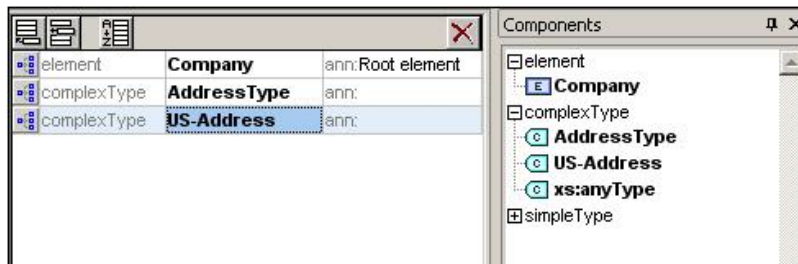 Components
element Company ann:Root element
complexType AddressType ann:
complexType US-Address ann:
element
E Company
complexType
C AddressType
C US-Address
C xs:anyType
simpleType